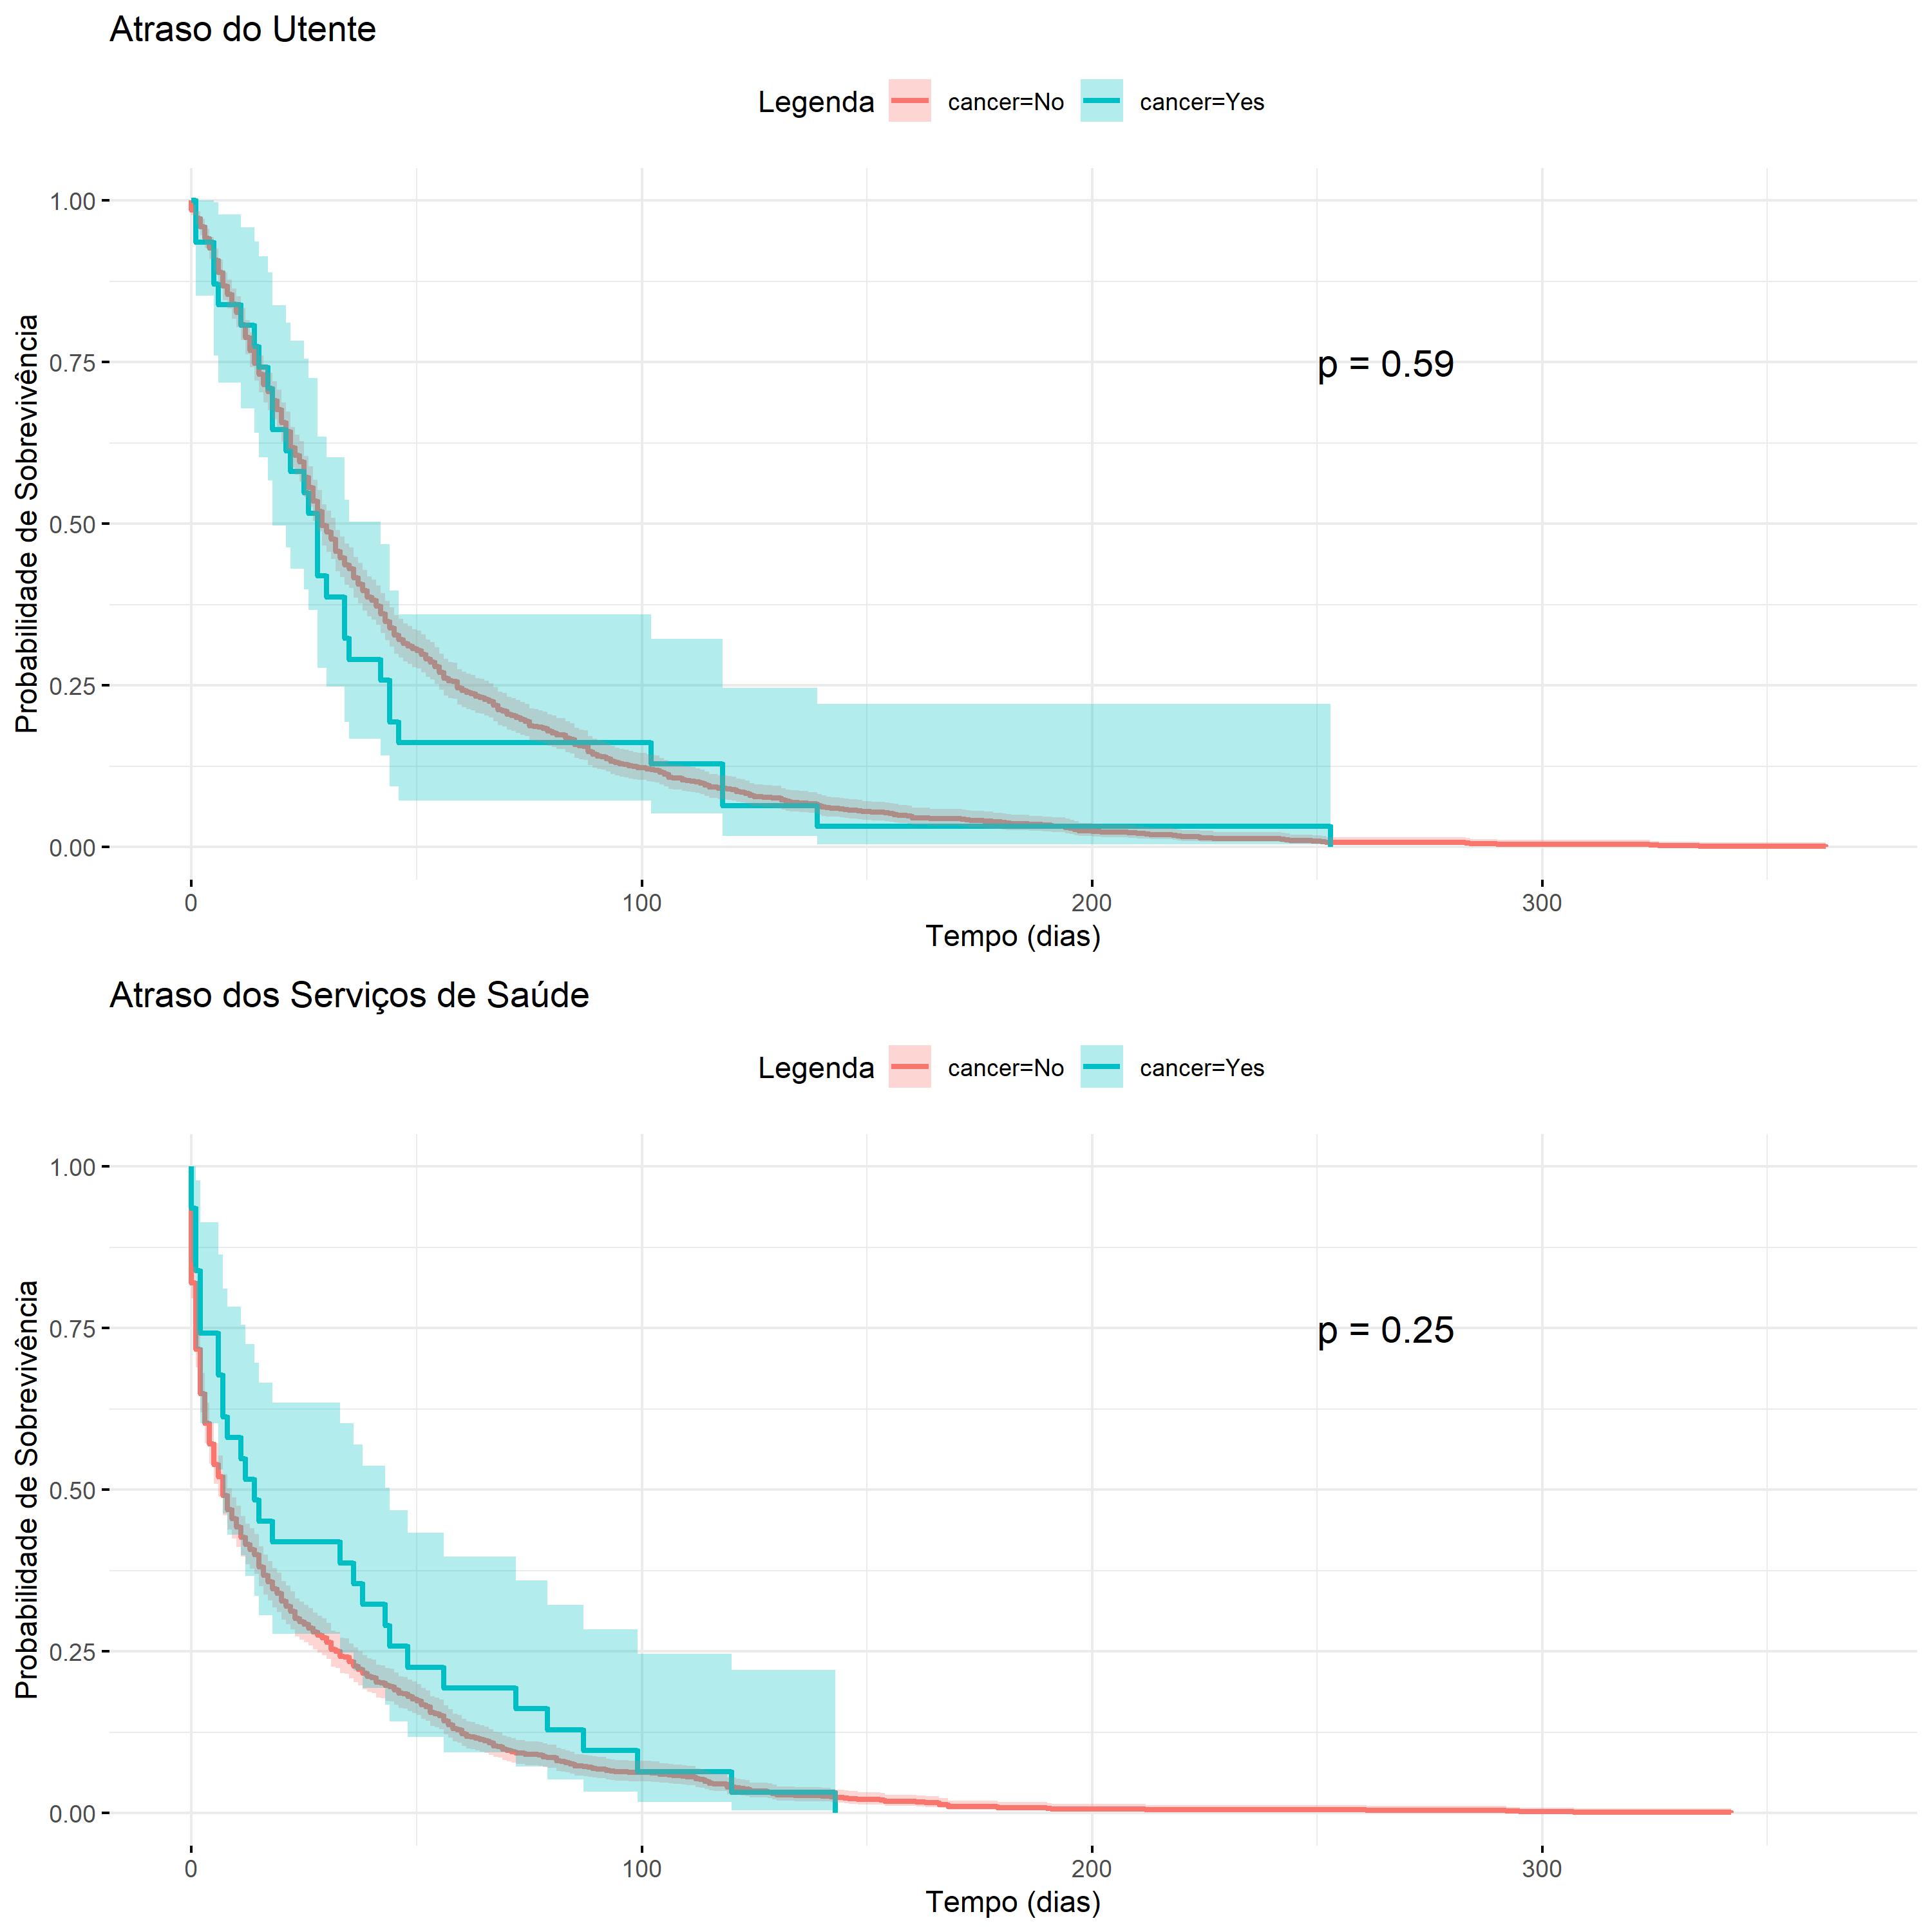 Atraso do Utente
Legenda cancer=No cancer=Yes
Probabilidade de Sobrevivência
1.00
0.75
0.50
0.25
0.00
p = 0.59
0 100 200 300
Tempo (dias)
Atraso dos Serviços de Saúde
Legenda cancer=No cancer=Yes
Probabilidade de Sobrevivência
1.00
0.75
0.50
0.25
0.00
p = 0.25
0 100 200 300
Tempo (dias)